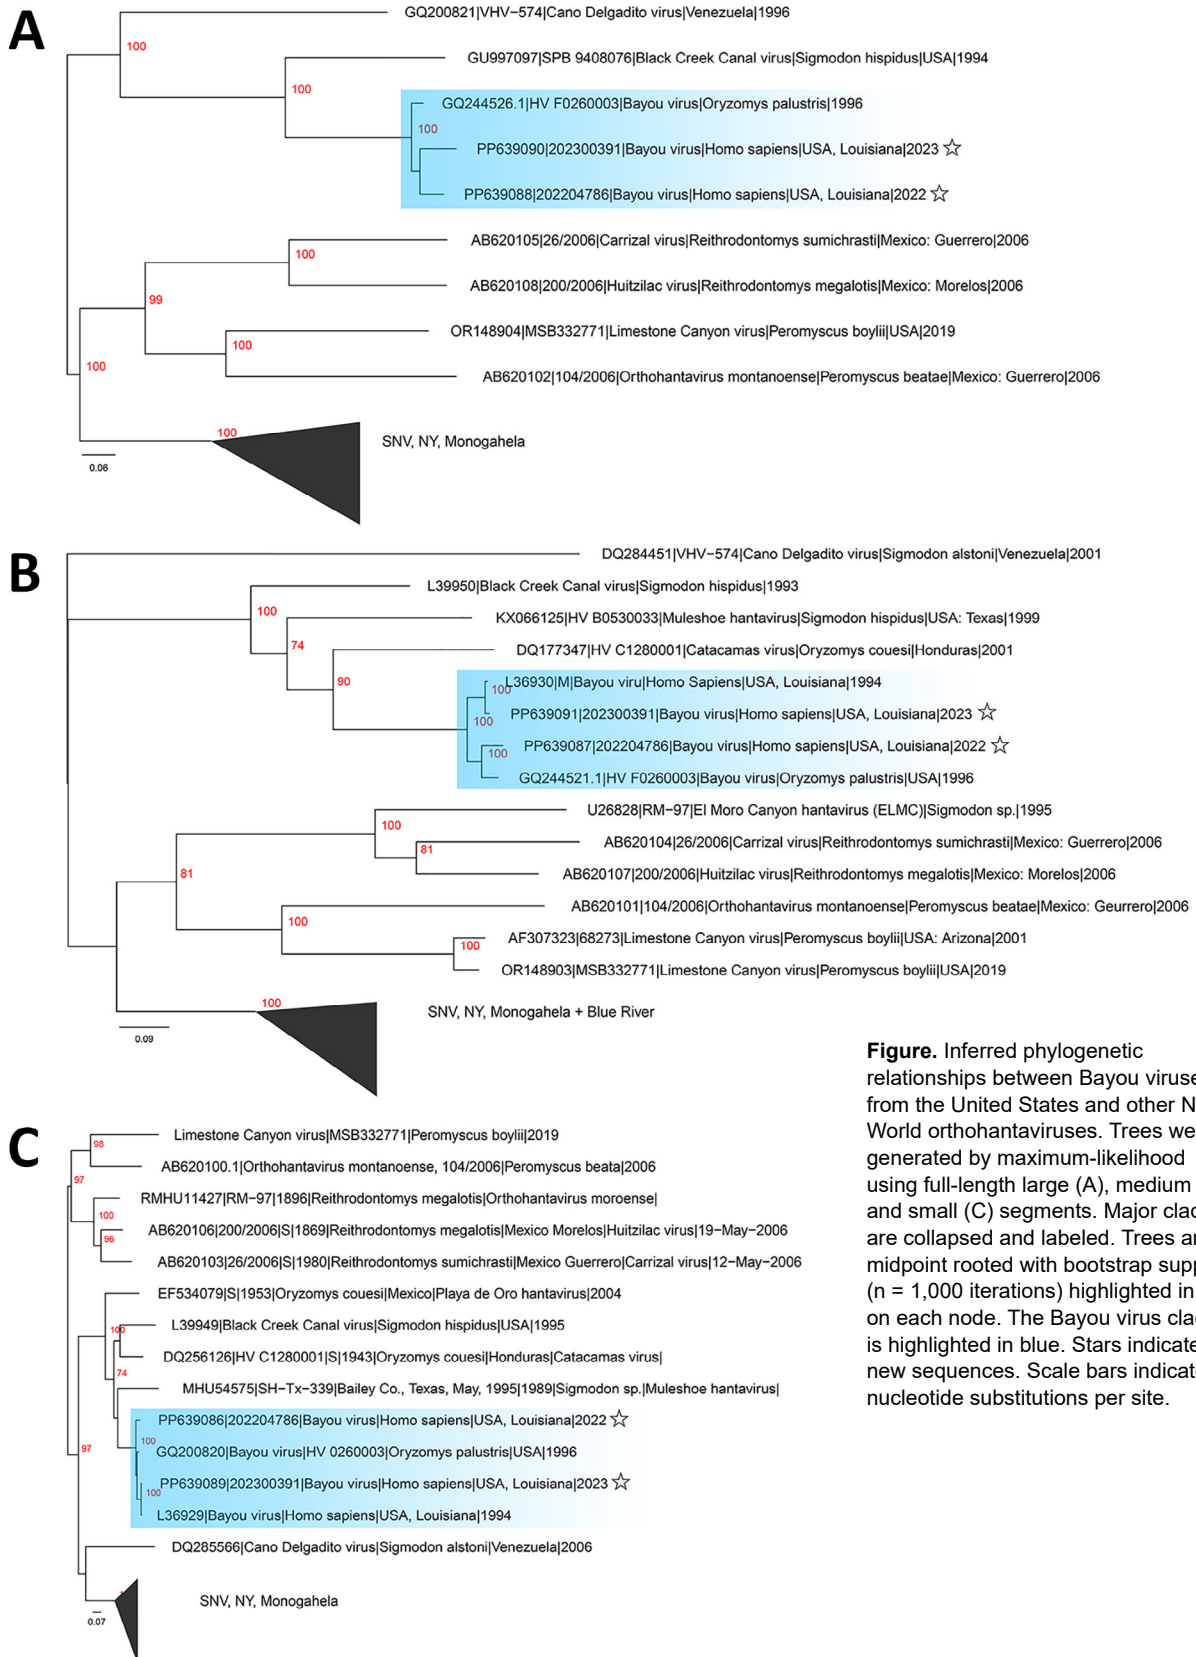 A
GQ200821|VHV−574|Cano Delgadito virus|Venezuela|1996
100
GU997097|SPB 9408076|Black Creek Canal virus|Sigmodon hispidus|USA|1994
100
GQ244526.1|HV F0260003|Bayou virus|Oryzomys palustris|1996
100
PP639090|202300391|Bayou virus|Homo sapiens|USA, Louisiana|2023 ☆
PP639088|202204786|Bayou virus|Homo sapiens|USA, Louisiana|2022 ☆
AB620105|26/2006|Carrizal virus|Reithrodontomys sumichrasti|Mexico: Guerrero|2006
100
AB620108|200/2006|Huitzilac virus|Reithrodontomys megalotis|Mexico: Morelos|2006
99
OR148904|MSB332771|Limestone Canyon virus|Peromyscus boylii|USA|2019
100
100
AB620102|104/2006|Orthohantavirus montanoense|Peromyscus beatae|Mexico: Guerrero|2006
100
SNV, NY, Monogahela
0.06
B
DQ284451|VHV−574|Cano Delgadito virus|Sigmodon alstoni|Venezuela|2001
L39950|Black Creek Canal virus|Sigmodon hispidus|1993
100
KX066125|HV B0530033|Muleshoe hantavirus|Sigmodon hispidus|USA: Texas|1999
74
DQ177347|HV C1280001|Catacamas virus|Oryzomys couesi|Honduras|2001
90
L36930|M|Bayou viru|Homo Sapiens|USA, Louisiana|1994
100
PP639091|202300391|Bayou virus|Homo sapiens|USA, Louisiana|2023 ☆
100
PP639087|202204786|Bayou virus|Homo sapiens|USA, Louisiana|2022 ☆
100
GQ244521.1|HV F0260003|Bayou virus|Oryzomys palustris|USA|1996
U26828|RM−97|El Moro Canyon hantavirus (ELMC)|Sigmodon sp.|1995
100
AB620104|26/2006|Carrizal virus|Reithrodontomys sumichrasti|Mexico: Guerrero|2006
81
AB620107|200/2006|Huitzilac virus|Reithrodontomys megalotis|Mexico: Morelos|2006
81
AB620101|104/2006|Orthohantavirus montanoense|Peromyscus beatae|Mexico: Geurrero|2006
100
AF307323|68273|Limestone Canyon virus|Peromyscus boylii|USA: Arizona|2001
100
OR148903|MSB332771|Limestone Canyon virus|Peromyscus boylii|USA|2019
100
SNV, NY, Monogahela + Blue River
0.09
C
Limestone Canyon virus|MSB332771|Peromyscus boylii|2019
98
AB620100.1|Orthohantavirus montanoense, 104/2006|Peromyscus beata|2006
97
RMHU11427|RM−97|1896|Reithrodontomys megalotis|Orthohantavirus moroense|
100
AB620106|200/2006|S|1869|Reithrodontomys megalotis|Mexico Morelos|Huitzilac virus|19−May−2006
96
AB620103|26/2006|S|1980|Reithrodontomys sumichrasti|Mexico Guerrero|Carrizal virus|12−May−2006
EF534079|S|1953|Oryzomys couesi|Mexico|Playa de Oro hantavirus|2004
L39949|Black Creek Canal virus|Sigmodon hispidus|USA|1995
100
DQ256126|HV C1280001|S|1943|Oryzomys couesi|Honduras|Catacamas virus|
74
MHU54575|SH−Tx−339|Bailey Co., Texas, May, 1995|1989|Sigmodon sp.|Muleshoe hantavirus|
PP639086|202204786|Bayou virus|Homo sapiens|USA, Louisiana|2022 ☆
100
97
GQ200820|Bayou virus|HV 0260003|Oryzomys palustris|USA|1996
PP639089|202300391|Bayou virus|Homo sapiens|USA, Louisiana|2023 ☆
100
L36929|Bayou virus|Homo sapiens|USA, Louisiana|1994
DQ285566|Cano Delgadito virus|Sigmodon alstoni|Venezuela|2006
SNV, NY, Monogahela
0.07
Figure. Inferred phylogenetic
relationships between Bayou viruse
from the United States and other N
World orthohantaviruses. Trees we
generated by maximum-likelihood
using full-length large (A), medium
and small (C) segments. Major clac
are collapsed and labeled. Trees a
midpoint rooted with bootstrap supp
(n = 1,000 iterations) highlighted in
on each node. The Bayou virus cla
is highlighted in blue. Stars indicate
new sequences. Scale bars indicat
nucleotide substitutions per site.